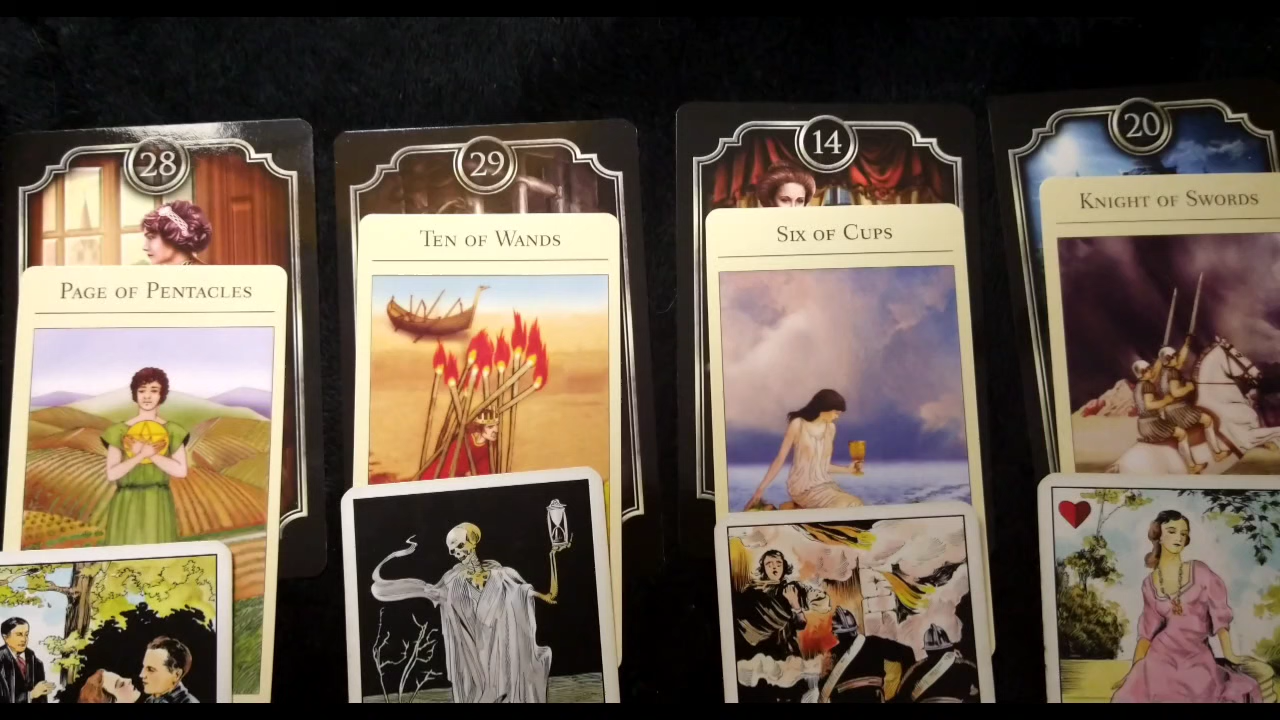 28
29
14
20
PAGE OF PENTACLES
TEN OF WANDS
SIX OF CUPS
KNIGHT OF SWORDS